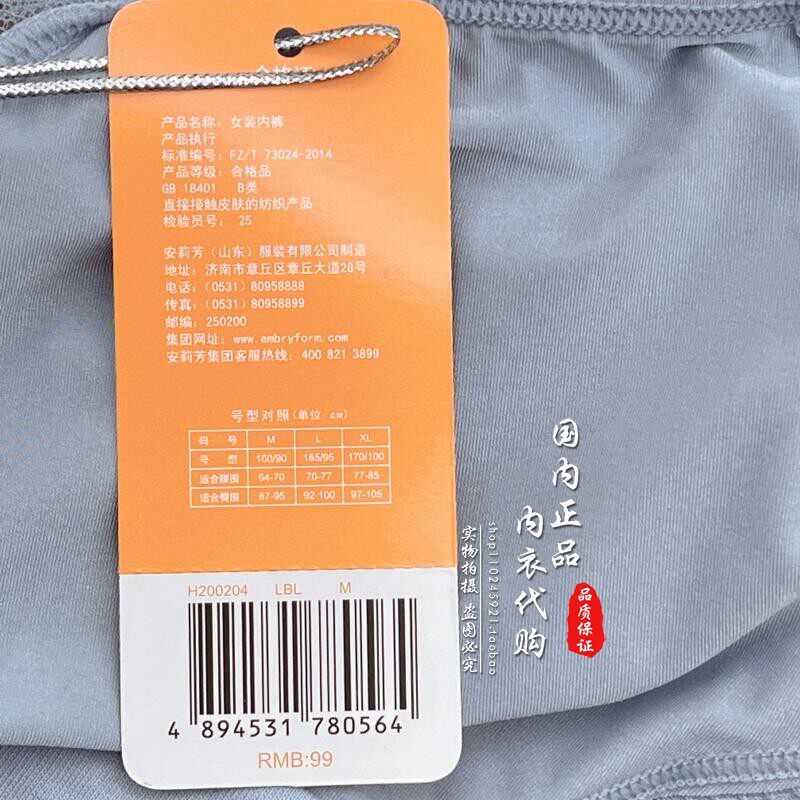 合格证
产品名称: 女装内裤
产品执行
标准编号: FZ/T 73024-2014
产品等级: 合格品
GB 18401 B类
直接接触皮肤的纺织产品
检验员号: 25
安莉芳（山东）服装有限公司制造
地址: 济南市章丘区章丘大道28号
电话: (0531) 80958888
传真: (0531) 80958899
邮编: 250200
集团网址: www.embryform.com
安莉芳集团客服热线: 400 821 3899
号型对照(单位 cm)
码 号 M L XL
号 型 160/90 165/95 170/100
适合腰围 64-70 70-77 77-85
适合臀围 87-95 92-100 97-105
H200204 LBL M
4 894531 780564
RMB:99
国内正品
内衣代购
品质保证
shop110245921.taobao
实物拍摄 盗图必究